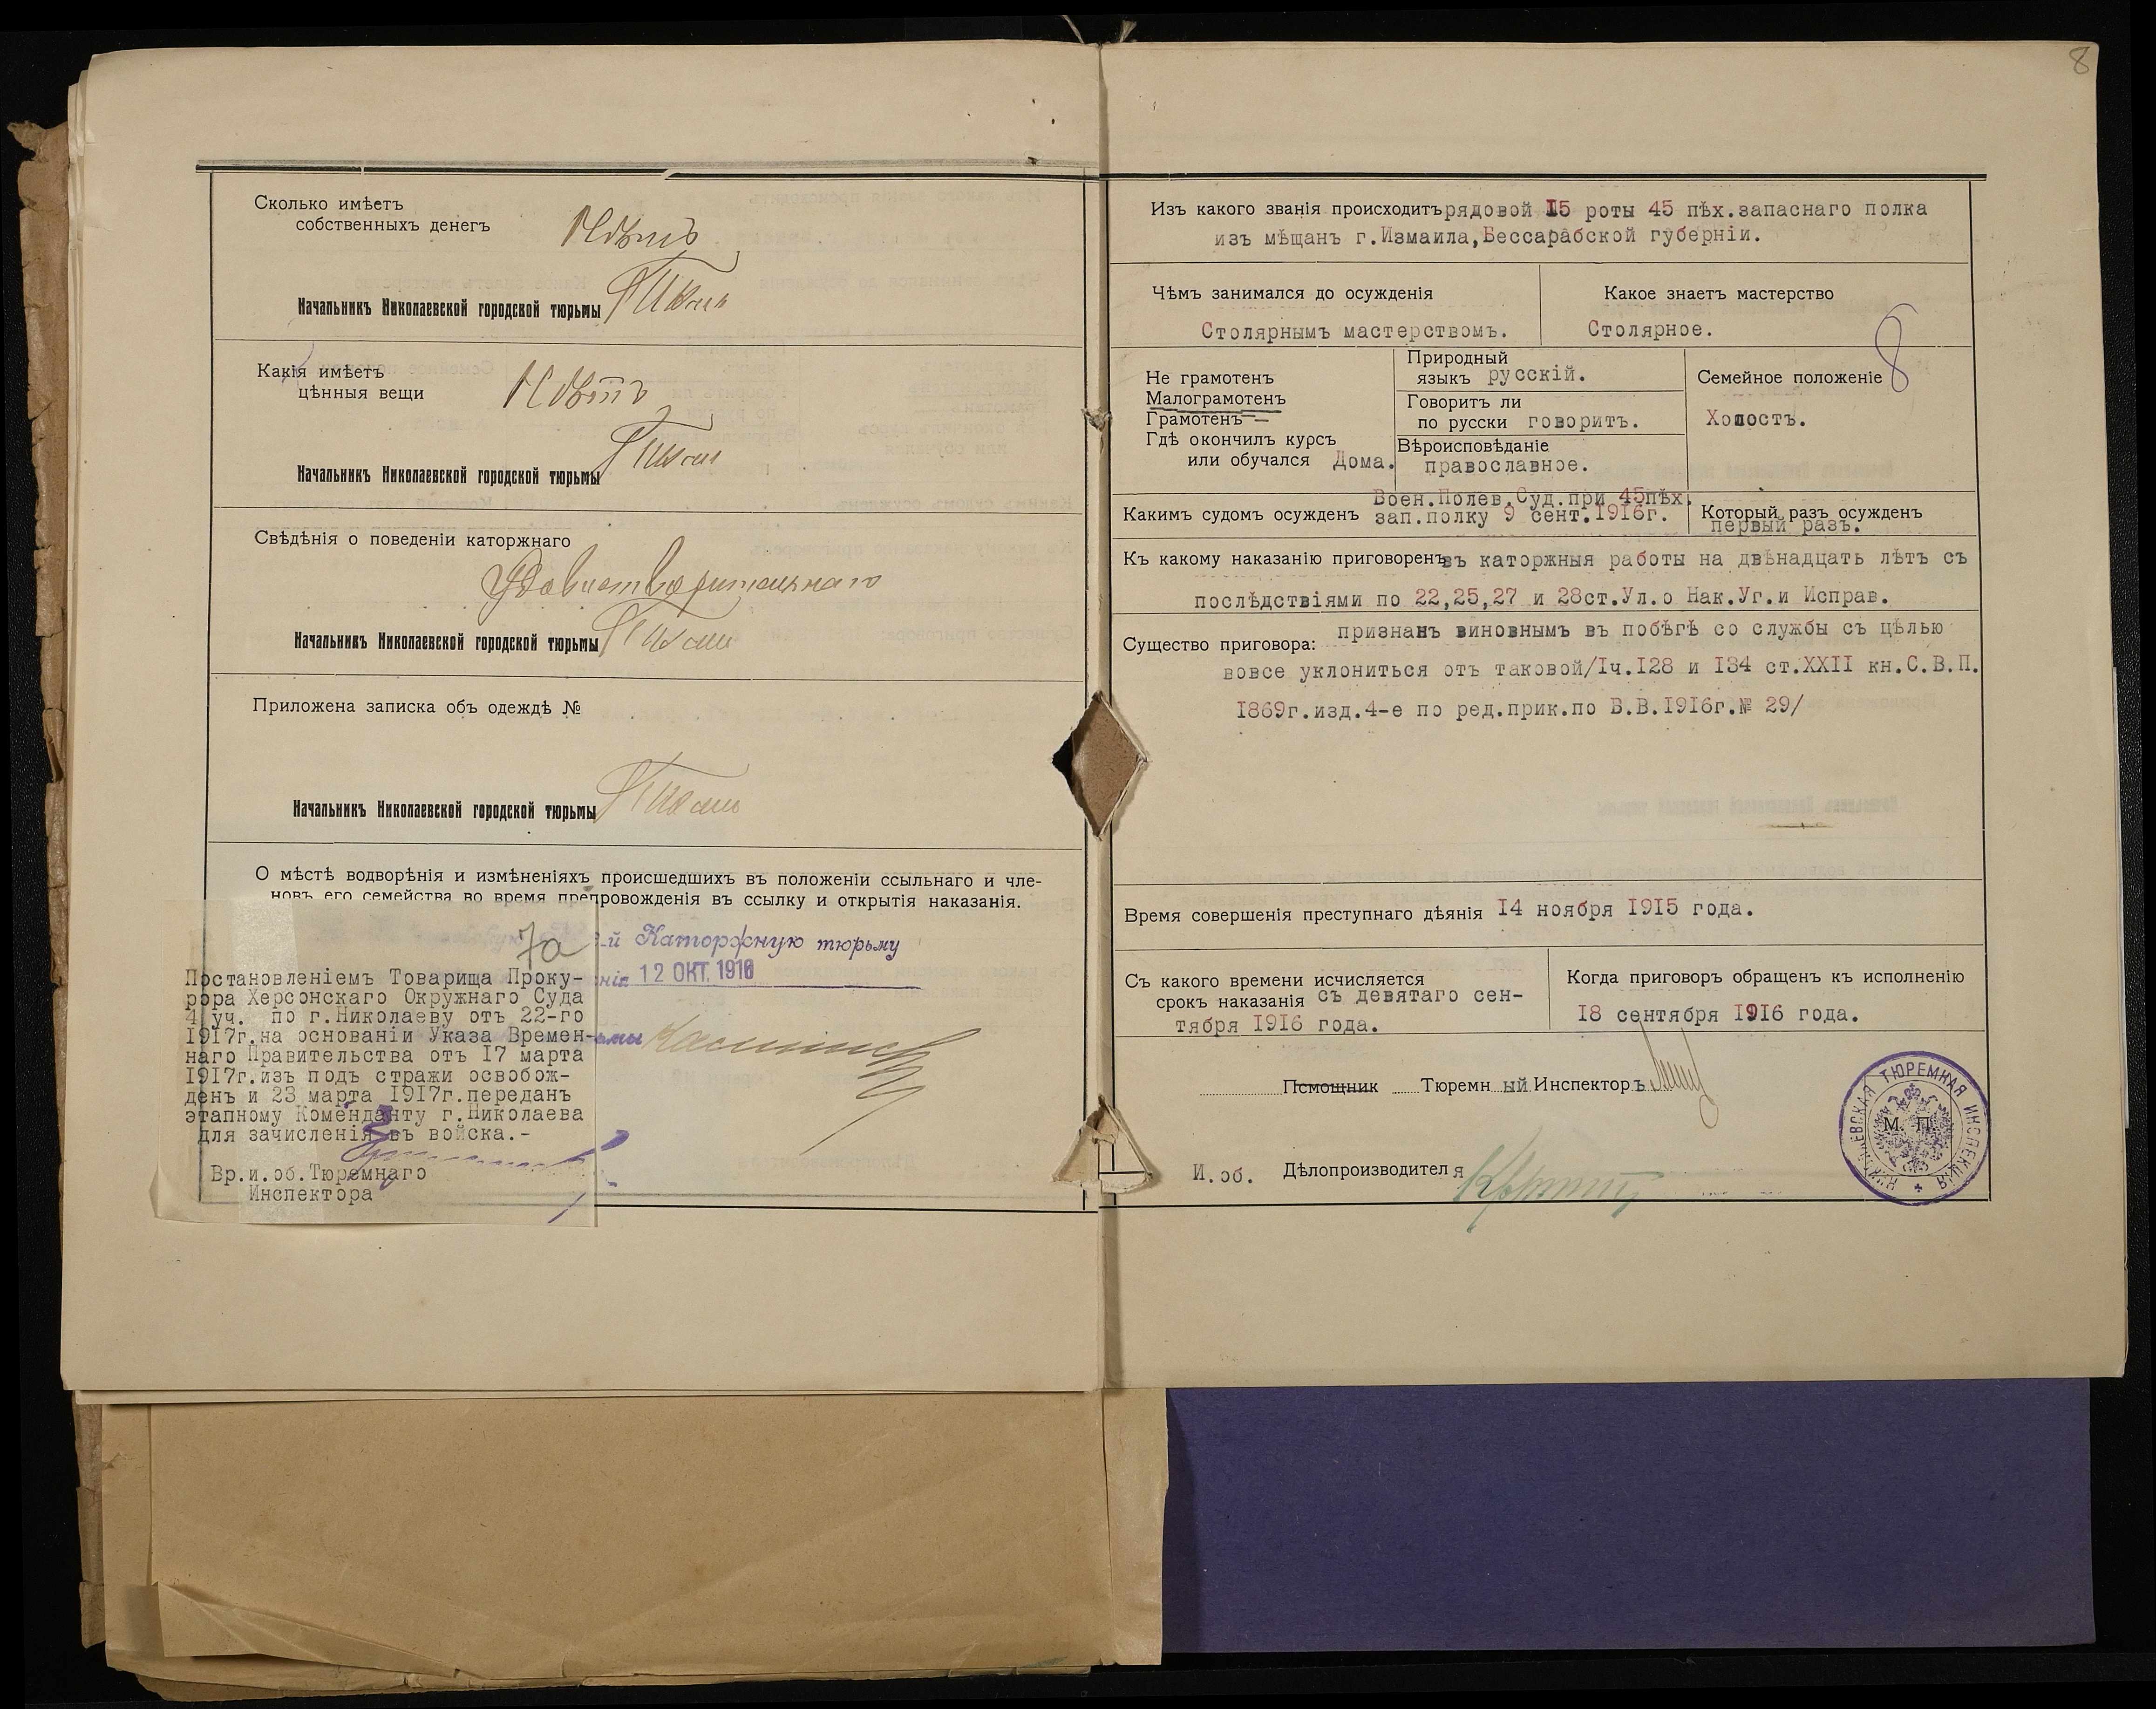 Сколько имѣетъ
собственныхъ денегъ
Нѣтъ
Начальникъ Николаевской городской тюрьмы
Какія имѣетъ
цѣнныя вещи
Нѣтъ
Начальникъ Николаевской городской тюрьмы
Свѣдѣнія о поведеніи каторжнаго
Удовлетворительнаго
Начальникъ Николаевской городской тюрьмы
Приложена записка объ одеждѣ №
Начальникъ Николаевской городской тюрьмы
О мѣстѣ водворѣнія и измѣненіяхъ происшедшихъ въ положеніи ссыльнаго и чле-
новъ его семейства во время препровожденія въ ссылку и открытія наказанія.
7а
-й Каторжную тюрьму
12 ОКТ. 1916
Постановленіемъ Товарища Проку-
рора Херсонскаго Окружнаго Суда
4 уч. по г.Николаеву отъ 22-го
1917г.на основаніи Указа Времен-
наго Правительства отъ 17 марта
1917г.изъ подъ стражи освобож-
денъ и 23 марта 1917г.переданъ
этапному Коменданту г.Николаева
для зачисленія въ войска.-
Вр.и.об.Тюремнаго
Инспектора
8
Изъ какого званія происходитъ рядовой 15 роты 45 пѣх.запаснаго полка
изъ мѣщанъ г.Измаила,Бессарабской губерніи.
Чѣмъ занимался до осужденія
Столярнымъ мастерствомъ.
Какое знаетъ мастерство
Столярное.
8
Не грамотенъ
Малограмотенъ
Грамотенъ
Гдѣ окончилъ курсъ
или обучался Дома.
Природный
языкъ русскій.
Говоритъ ли
по русски говоритъ.
Вѣроисповѣданіе
православное.
Семейное положеніе
Холостъ.
Воен.Полев.Суд.при 45пѣх.
Какимъ судомъ осужденъ зап.полку 9 сент.1916г.
Который разъ осужденъ
первый разъ.
Къ какому наказанію приговоренъ въ каторжныя работы на двѣнадцать лѣтъ съ
послѣдствіями по 22,25,27 и 28ст.Ул.о Нак.Уг.и Исправ.
Существо приговора: признанъ виновнымъ въ побѣгѣ со службы съ цѣлью
вовсе уклониться отъ таковой/1ч.128 и 134 ст.XXII кн.С.В.П.
1869г.изд.4-е по ред.прик.по В.В.1916г.№ 29/
Время совершенія преступнаго дѣянія 14 ноября 1915 года.
Съ какого времени исчисляется
срокъ наказанія съ девятаго сен-
тября 1916 года.
Когда приговоръ обращенъ къ исполненію
18 сентября 1916 года.
Помощникъ Тюремный Инспекторъ
И.об. Дѣлопроизводителя
НИКОЛАЕВСКАЯ ТЮРЕМНАЯ ИНСПЕКЦІЯ
М. П.